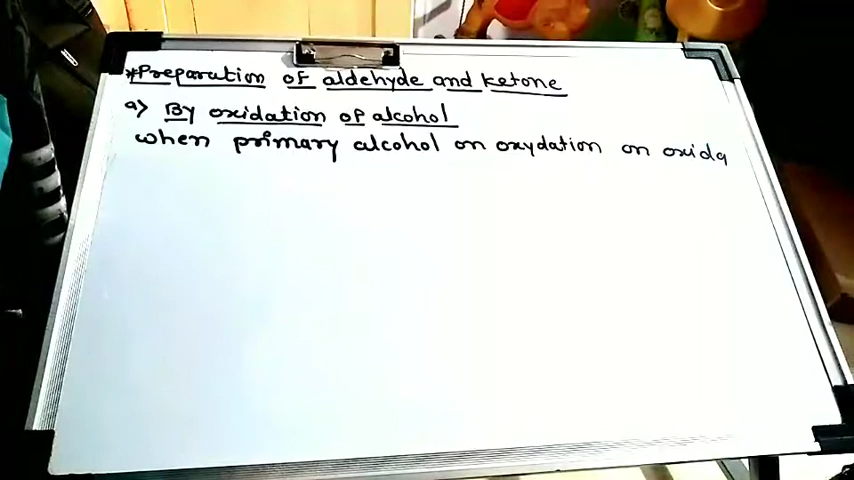 *Preparation of aldehyde and ketone
a> By oxidation of alcohol
when primary alcohol on oxydation on oxida